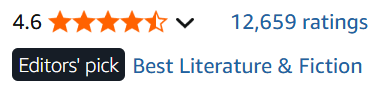 4.6 12,659 ratings
Editors' pick Best Literature & Fiction